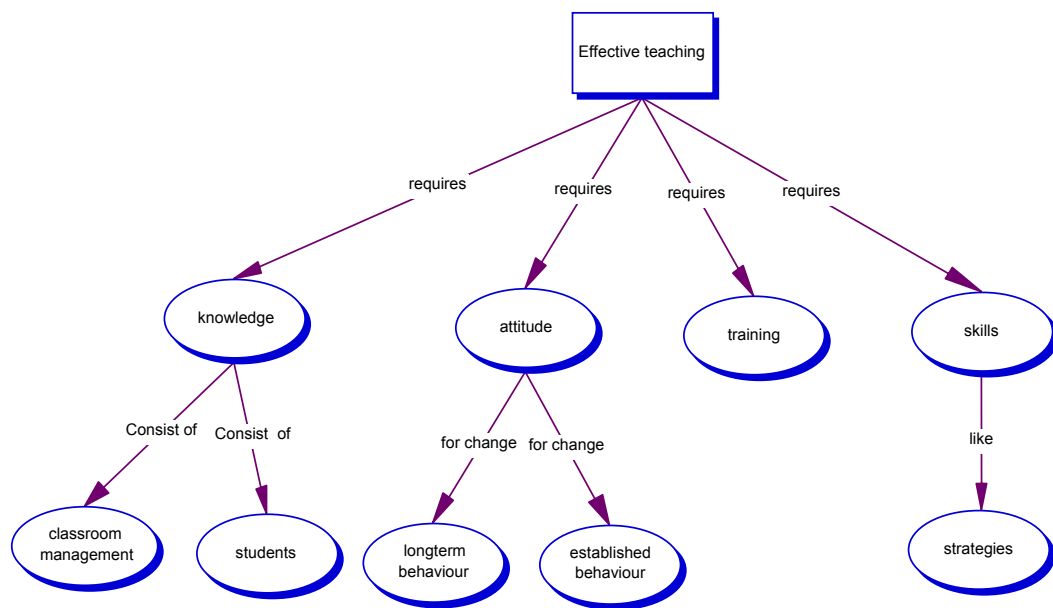 Effective teaching
requires
requires
requires
requires
knowledge
attitude
training
skills
Consist of
Consist of
for change
for change
like
classroom
management
students
longterm
behaviour
established
behaviour
strategies